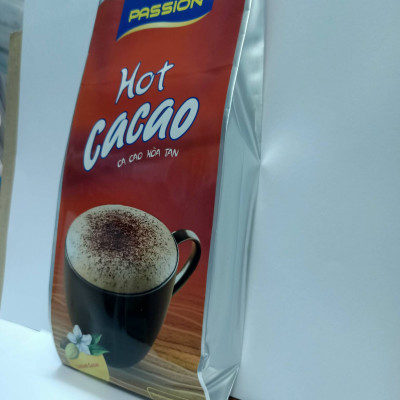 PASSION
Hot
Cacao
CA CAO HÒA TAN